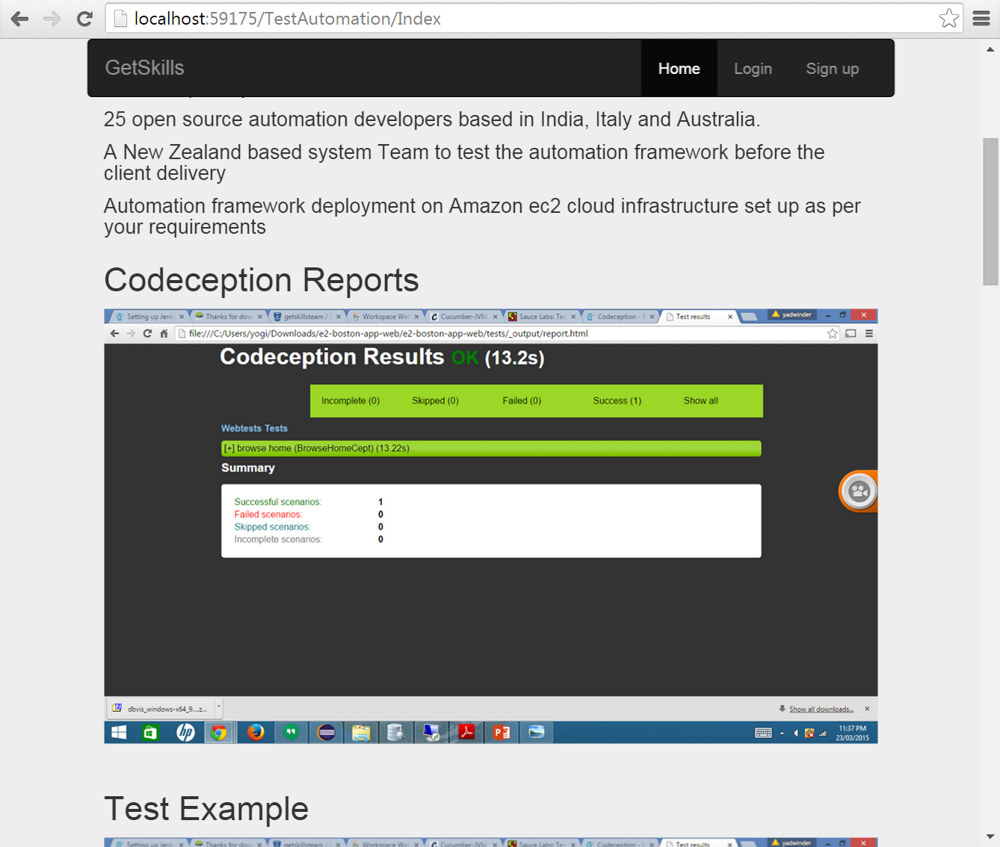 localhost:59175/TestAutomation/Index
GetSkills Home Login Sign up
25 open source automation developers based in India, Italy and Australia.
A New Zealand based system Team to test the automation framework before the
client delivery
Automation framework deployment on Amazon ec2 cloud infrastructure set up as per
your requirements
Codeception Reports
Setting up Jenki Thanks for dow getskillsteam / Workspace Wel Cucumber-JVM Sauce Labs: Tes Codeception - Test results yadwinder
file:///C:/Users/yogi/Downloads/e2-boston-app-web/e2-boston-app-web/tests/_output/report.html
Codeception Results OK (13.2s)
Incomplete (0) Skipped (0) Failed (0) Success (1) Show all
Webtests Tests
[+] browse home (BrowseHomeCept) (13.22s)
Summary
Successful scenarios: 1
Failed scenarios: 0
Skipped scenarios: 0
Incomplete scenarios: 0
dbvis_windows-x64_9....z... Show all downloads...
11:37 PM
23/03/2015
Test Example
Setting up Jenki Thanks for dow getskillsteam / Workspace Wel Cucumber-JVM Sauce Labs: Tes Codeception - Test results yadwinder